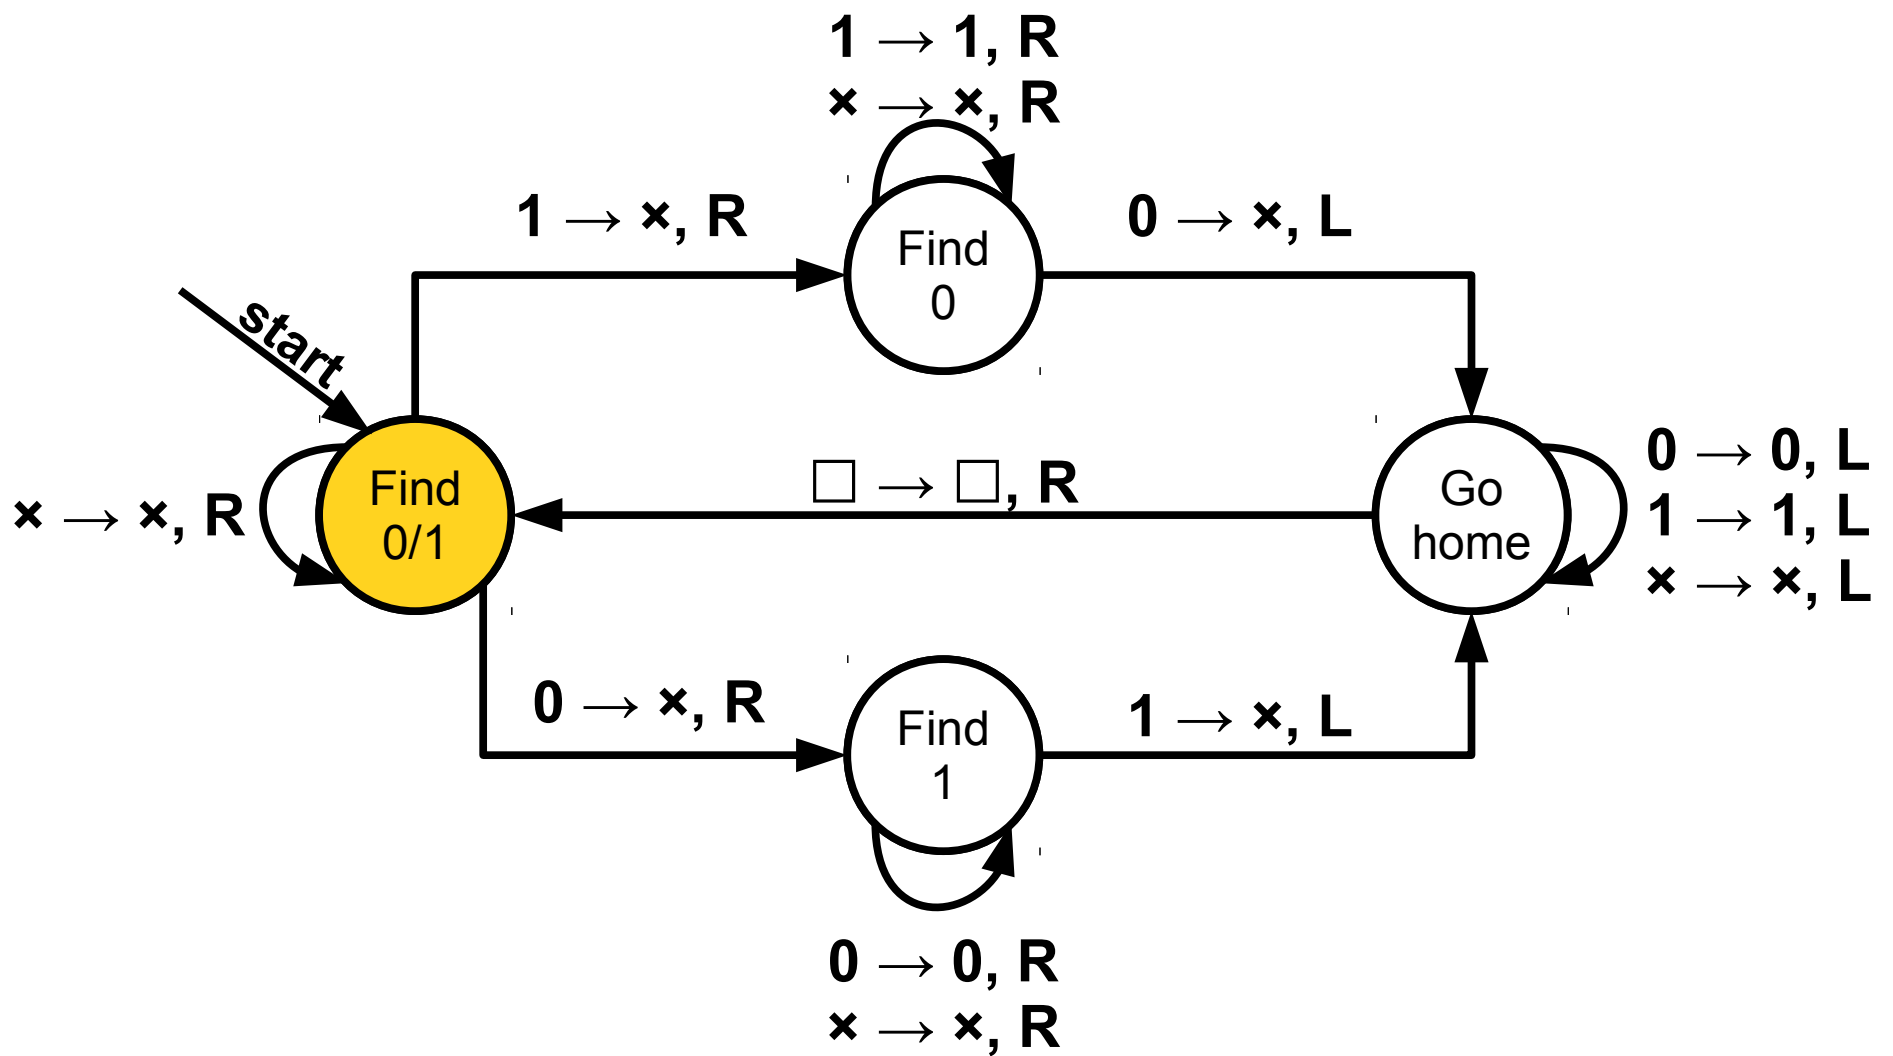 1 → 1, R
× → ×, R
1 → ×, R
Find
0
0 → ×, L
start
Find
0/1
× → ×, R
□ → □, R
Go
home
0 → 0, L
1 → 1, L
× → ×, L
0 → ×, R
Find
1
1 → ×, L
0 → 0, R
× → ×, R